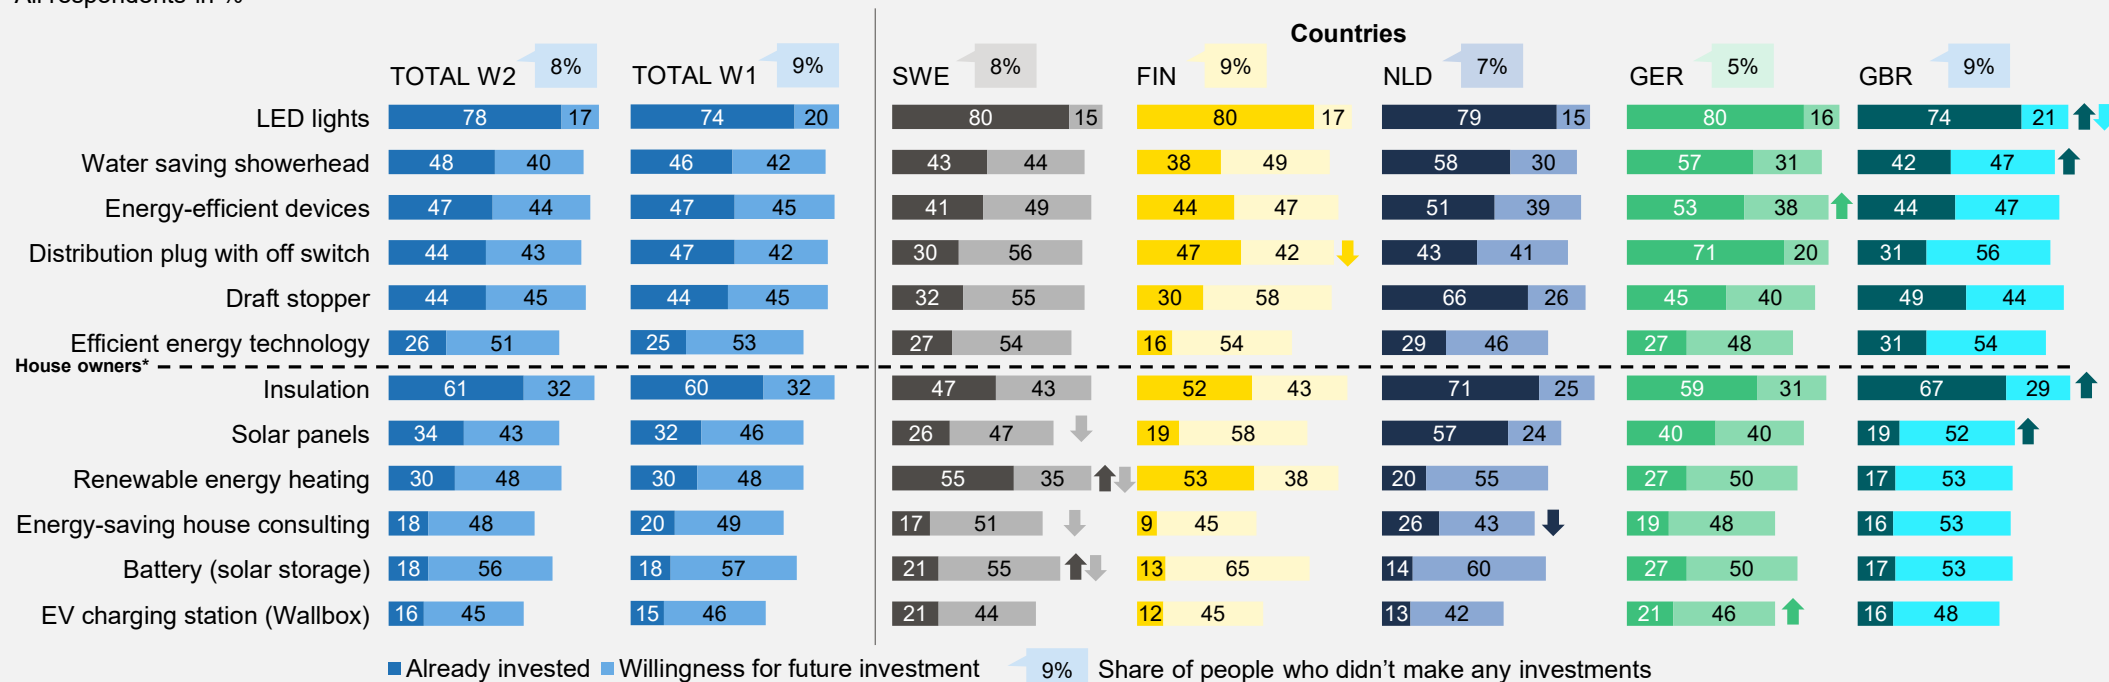 Countries
8% 9% 8% 9% 7% 5% 9%
TOTAL W2 TOTAL W1 SWE FIN NLD GER GBR
LED lights 78 17 74 20 80 15 80 17 79 15 80 16 74 21
Water saving showerhead 48 40 46 42 43 44 38 49 58 30 57 31 42 47
Energy-efficient devices 47 44 47 45 41 49 44 47 51 39 53 38 44 47
Distribution plug with off switch 44 43 47 42 30 56 47 42 43 41 71 20 31 56
Draft stopper 44 45 44 45 32 55 30 58 66 26 45 40 49 44
Efficient energy technology 26 51 25 53 27 54 16 54 29 46 27 48 31 54
House owners*
Insulation 61 32 60 32 47 43 52 43 71 25 59 31 67 29
Solar panels 34 43 32 46 26 47 19 58 57 24 40 40 19 52
Renewable energy heating 30 48 30 48 55 35 53 38 20 55 27 50 17 53
Energy-saving house consulting 18 48 20 49 17 51 9 45 26 43 19 48 16 53
Battery (solar storage) 18 56 18 57 21 55 13 65 14 60 27 50 17 53
EV charging station (Wallbox) 16 45 15 46 21 44 12 45 13 42 21 46 16 48
Already invested Willingness for future investment 9% Share of people who didn't make any investments